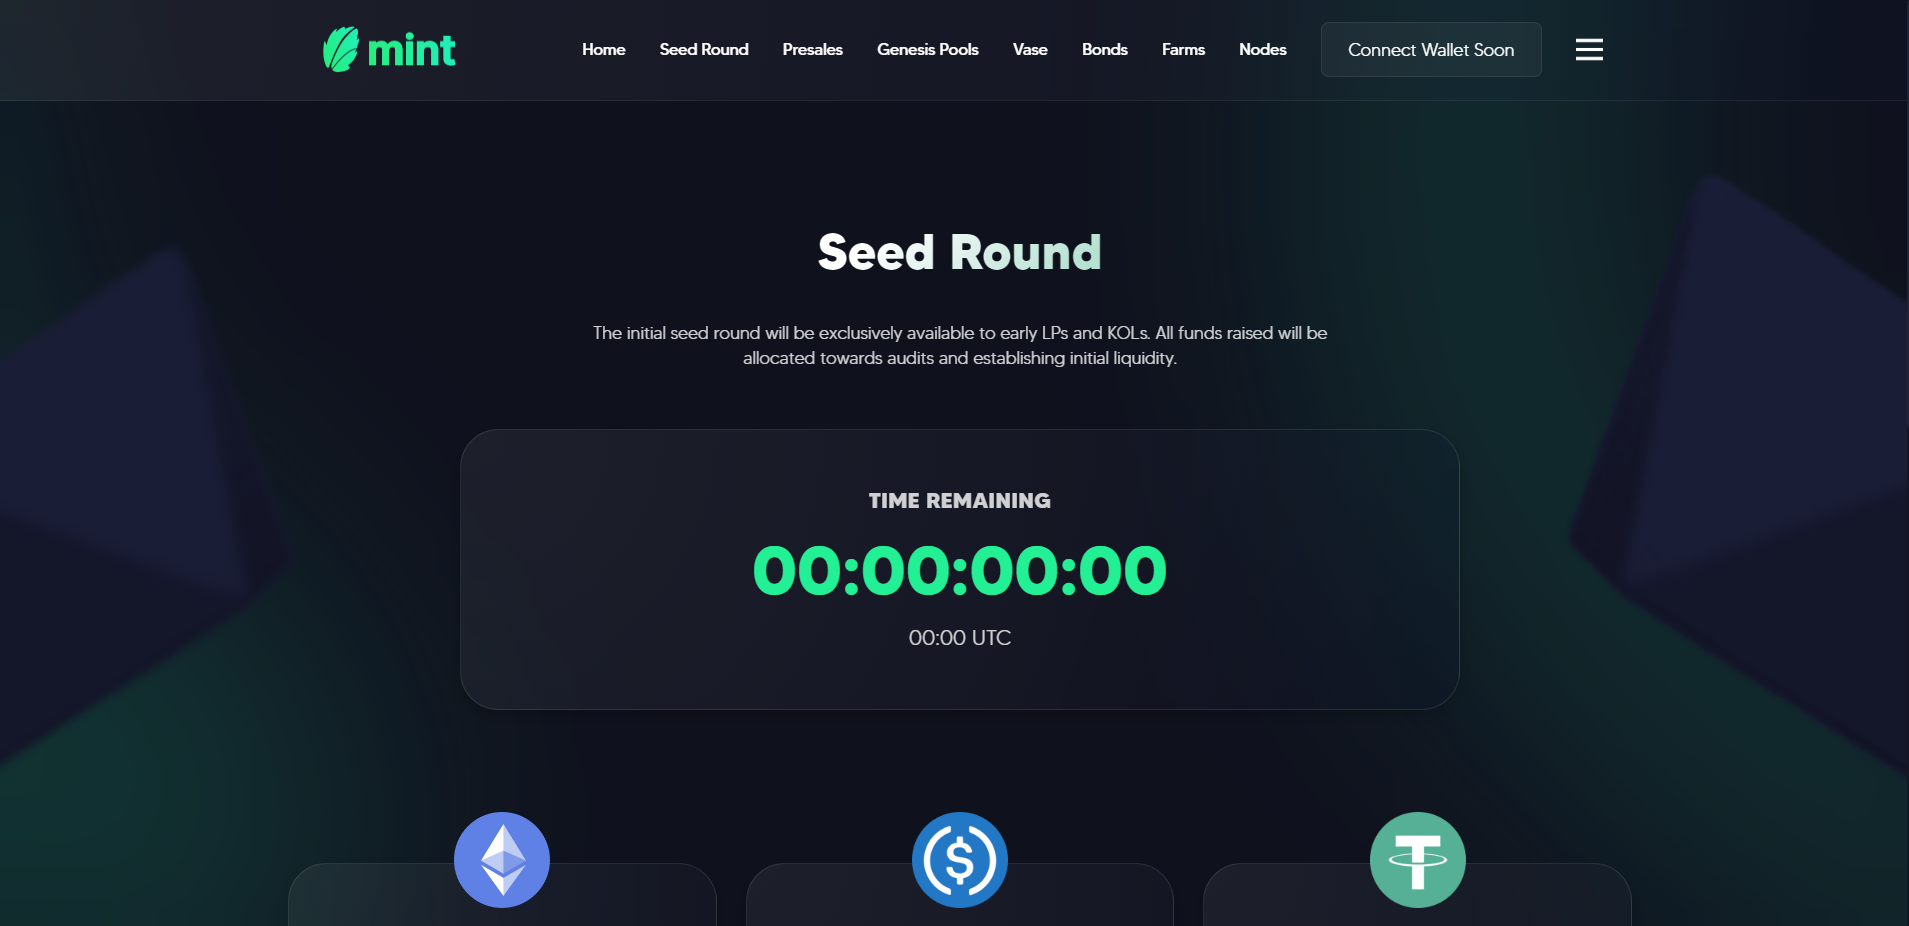 mint
Home
Seed Round
Presales
Genesis Pools
Vase
Bonds
Farms
Nodes
Connect Wallet Soon
Seed Round
The initial seed round will be exclusively available to early LPs and KOLs. All funds raised will be
allocated towards audits and establishing initial liquidity.
TIME REMAINING
00:00:00:00
00:00 UTC